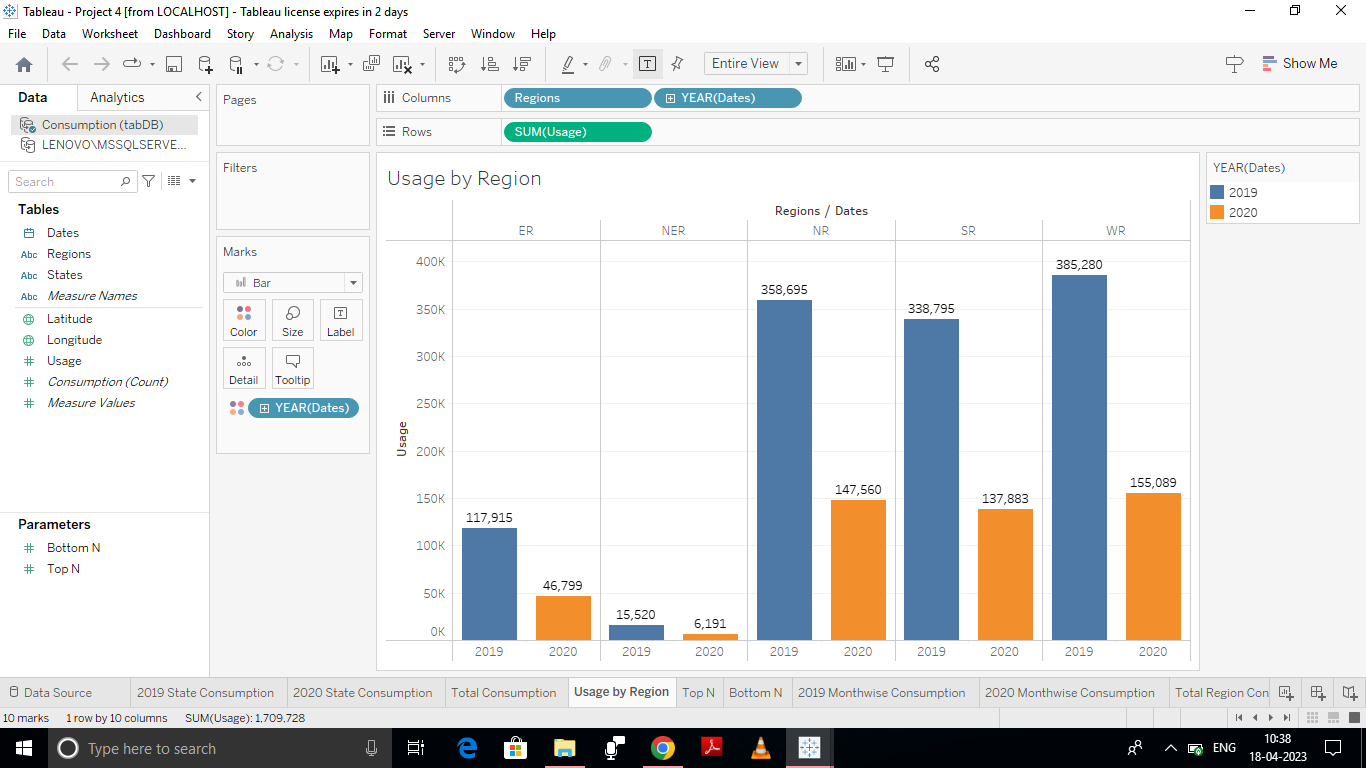 Tableau - Project 4 [from LOCALHOST] - Tableau license expires in 2 days
File Data Worksheet Dashboard Story Analysis Map Format Server Window Help
Entire View
Show Me
Data Analytics
Consumption (tabDB)
LENOVO\MSSQLSERVE...
Search
Tables
Dates
Abc Regions
Abc States
Abc Measure Names
Latitude
Longitude
Usage
Consumption (Count)
Measure Values
Parameters
Bottom N
Top N
Pages
Filters
Marks
Bar
Color Size Label
Detail Tooltip
YEAR(Dates)
Columns Regions YEAR(Dates)
Rows SUM(Usage)
Usage by Region
Regions / Dates
ER NER NR SR WR
Usage
400K
350K
300K
250K
200K
150K
100K
50K
0K
117,915
46,799
15,520
6,191
358,695
147,560
338,795
137,883
385,280
155,089
2019 2020 2019 2020 2019 2020 2019 2020 2019 2020
YEAR(Dates)
2019
2020
Data Source 2019 State Consumption 2020 State Consumption Total Consumption Usage by Region Top N Bottom N 2019 Monthwise Consumption 2020 Monthwise Consumption Total Region Con
10 marks 1 row by 10 columns SUM(Usage): 1,709,728
Type here to search
ENG
10:38
18-04-2023